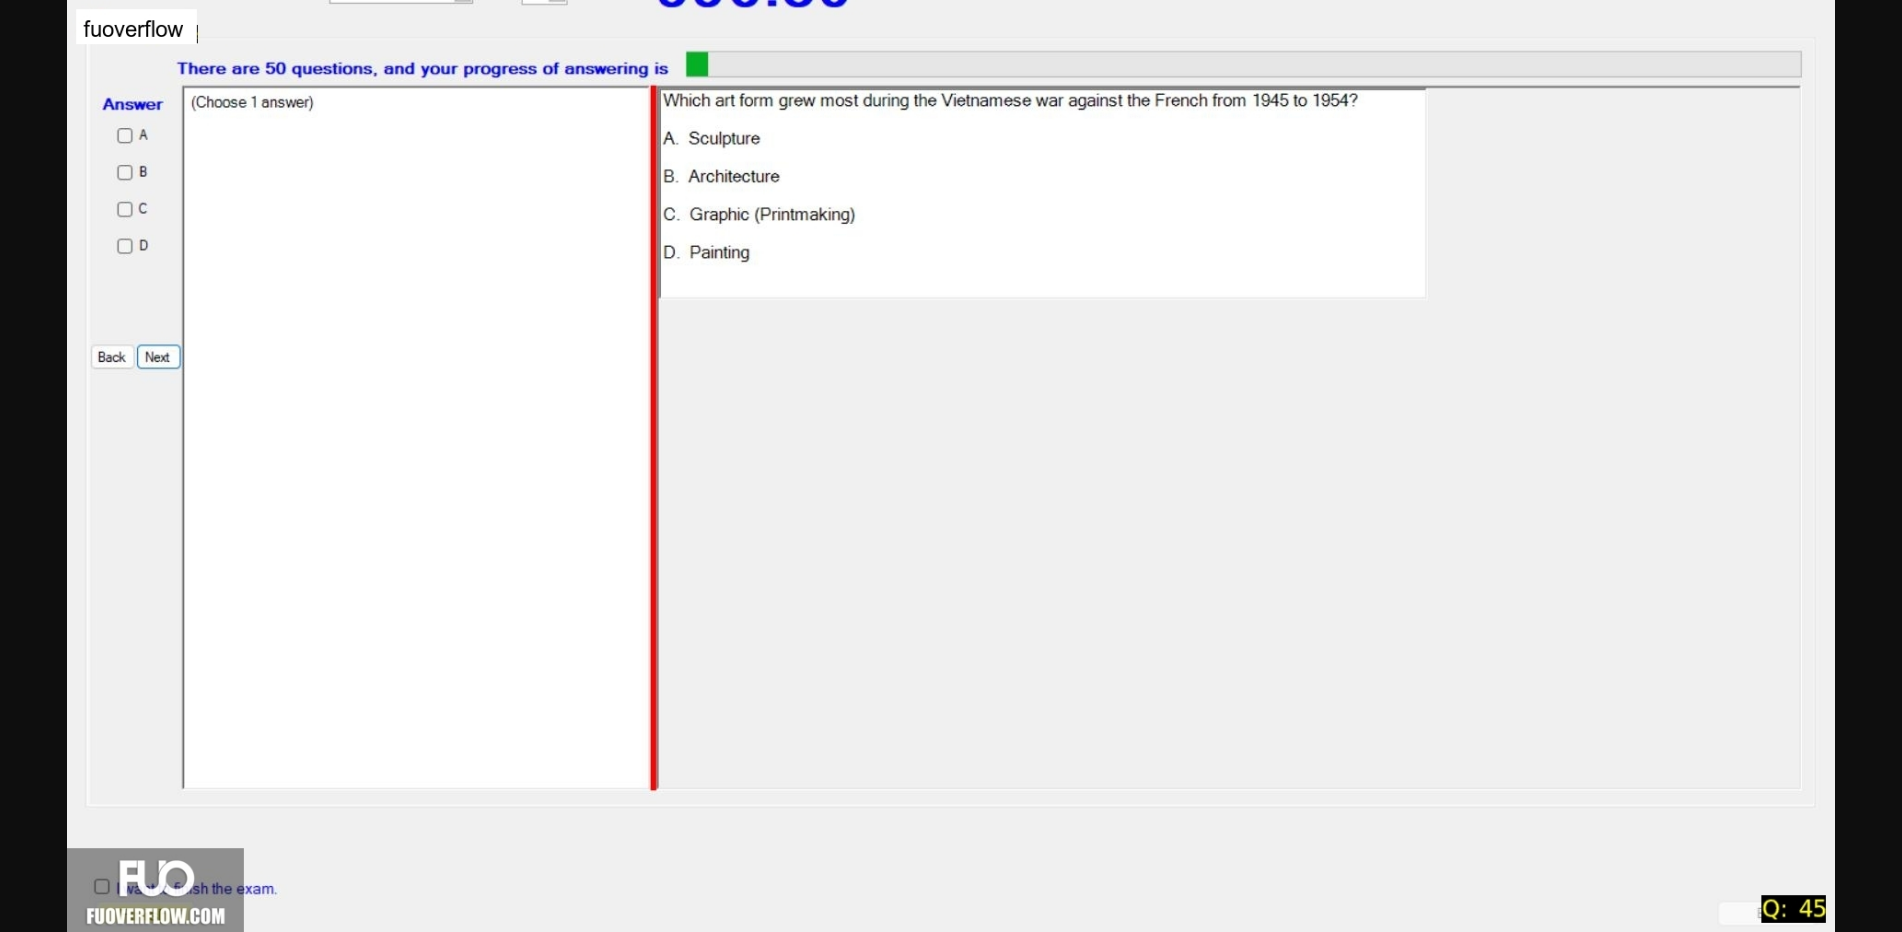 fuoverflow
There are 50 questions, and your progress of answering is
Answer
A
B
C
D
Back
Next
(Choose 1 answer)
Which art form grew most during the Vietnamese war against the French from 1945 to 1954?
A. Sculpture
B. Architecture
C. Graphic (Printmaking)
D. Painting
the exam.
FUO
FUOVERFLOW.COM
Q: 45